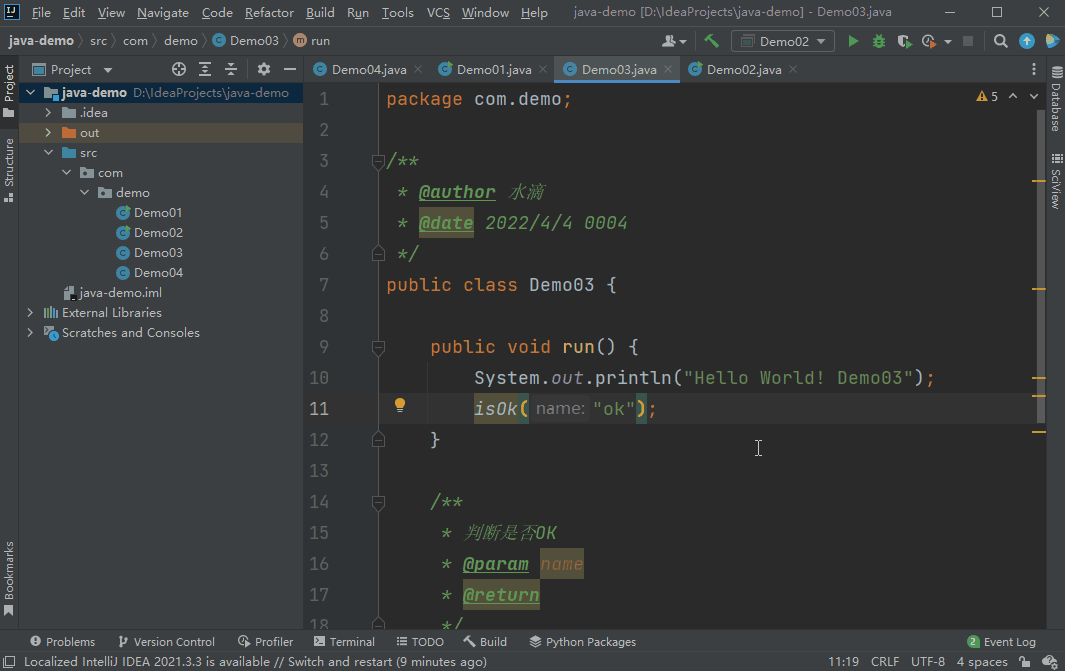 File Edit View Navigate Code Refactor Build Run Tools VCS Window Help java-demo [D:\IdeaProjects\java-demo] - Demo03.java
java-demo src com demo Demo03 run Demo02
Project
Demo04.java Demo01.java Demo03.java Demo02.java
java-demo D:\IdeaProjects\java-demo
.idea
out
src
com
demo
Demo01
Demo02
Demo03
Demo04
java-demo.iml
External Libraries
Scratches and Consoles
Project
Structure
Bookmarks
1 package com.demo;
2
3 /**
4 * @author 水滴
5 * @date 2022/4/4 0004
6 */
7 public class Demo03 {
8
9 public void run() {
10 System.out.println("Hello World! Demo03");
11 isOk( name: "ok");
12 }
13
14 /**
15 * 判断是否OK
16 * @param name
17 * @return
18 */
5
Database
SciView
Problems Version Control Profiler Terminal TODO Build Python Packages 2 Event Log
Localized IntelliJ IDEA 2021.3.3 is available // Switch and restart (9 minutes ago) 11:19 CRLF UTF-8 4 spaces